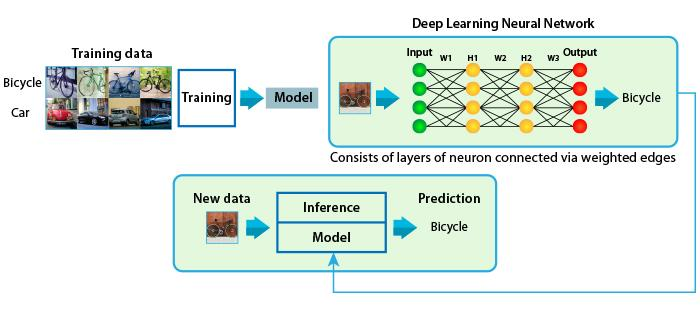 Deep Learning Neural Network
Training data
Bicycle
Car
Training
Model
Input
W1
H1
W2
H2
W3
Output
Bicycle
Consists of layers of neuron connected via weighted edges
New data
Inference
Model
Prediction
Bicycle